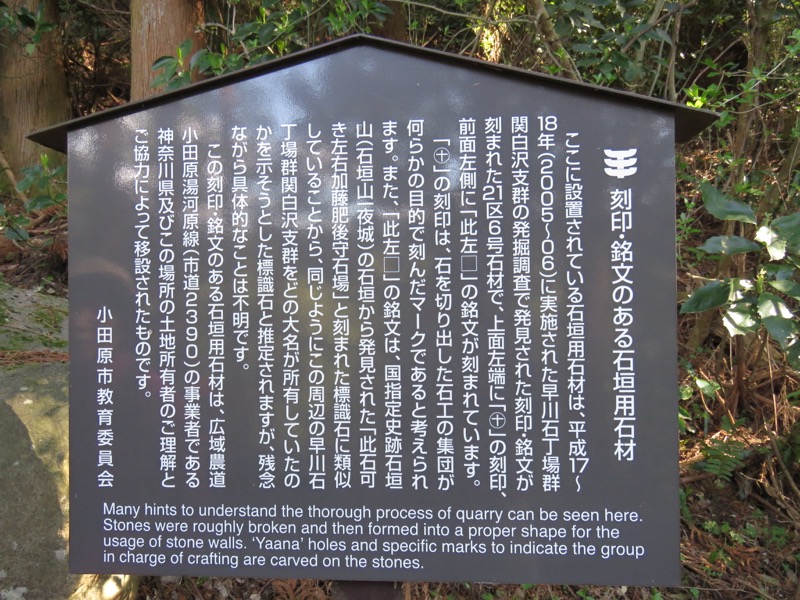 刻印・銘文のある石垣用石材
ここに設置されている石垣用石材は、平成17～
18年(2005～06)に実施された早川石丁場群
関白沢支群の発掘調査で発見された刻印・銘文が
刻まれた21区6号石材で、上面左端に「㊉」の刻印、
前面左側に「此左□」の銘文が刻まれています。
「㊉」の刻印は、石を切り出した石工の集団が
何らかの目的で刻んだマークであると考えられ
ます。また、「此左□」の銘文は、国指定史跡石垣
山(石垣山一夜城)の石垣から発見された「此石可
き左右加藤肥後守石場」と刻まれた標識石に類似
していることから、同じようにこの周辺の早川石
丁場群関白沢支群をどの大名が所有していたの
かを示そうとした標識石と推定されますが、残念
ながら具体的なことは不明です。
この刻印・銘文のある石垣用石材は、広域農道
小田原湯河原線(市道2390)の事業者である
神奈川県及びこの場所の土地所有者のご理解と
ご協力によって移設されたものです。
小田原市教育委員会
Many hints to understand the thorough process of quarry can be seen here.
Stones were roughly broken and then formed into a proper shape for the
usage of stone walls. ‘Yaana’ holes and specific marks to indicate the group
in charge of crafting are carved on the stones.